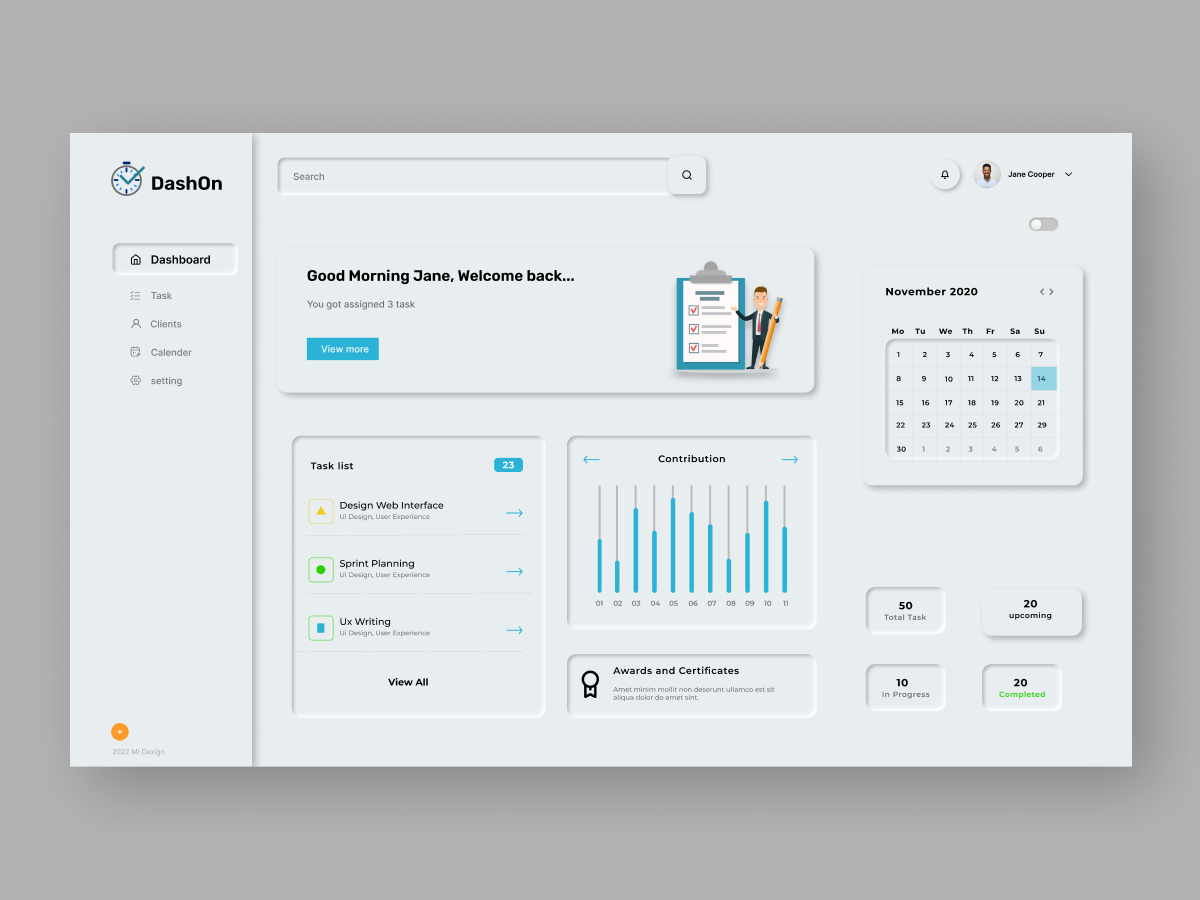 DashOn
Search
Jane Cooper
Dashboard
Task
Clients
Calender
setting
Good Morning Jane, Welcome back...
You got assigned 3 task
View more
November 2020
Mo Tu We Th Fr Sa Su
1 2 3 4 5 6 7
8 9 10 11 12 13 14
15 16 17 18 19 20 21
22 23 24 25 26 27 29
30 1 2 3 4 5 6
Task list
23
Design Web Interface
Ui Design, User Experience
Sprint Planning
Ui Design, User Experience
Ux Writing
Ui Design, User Experience
View All
Contribution
01 02 03 04 05 06 07 08 09 10 11
Awards and Certificates
Amet minim mollit non deserunt ullamco est sit
aliqua dolor do amet sint.
50
Total Task
20
upcoming
10
In Progress
20
Completed
+
2022 MI Dexign